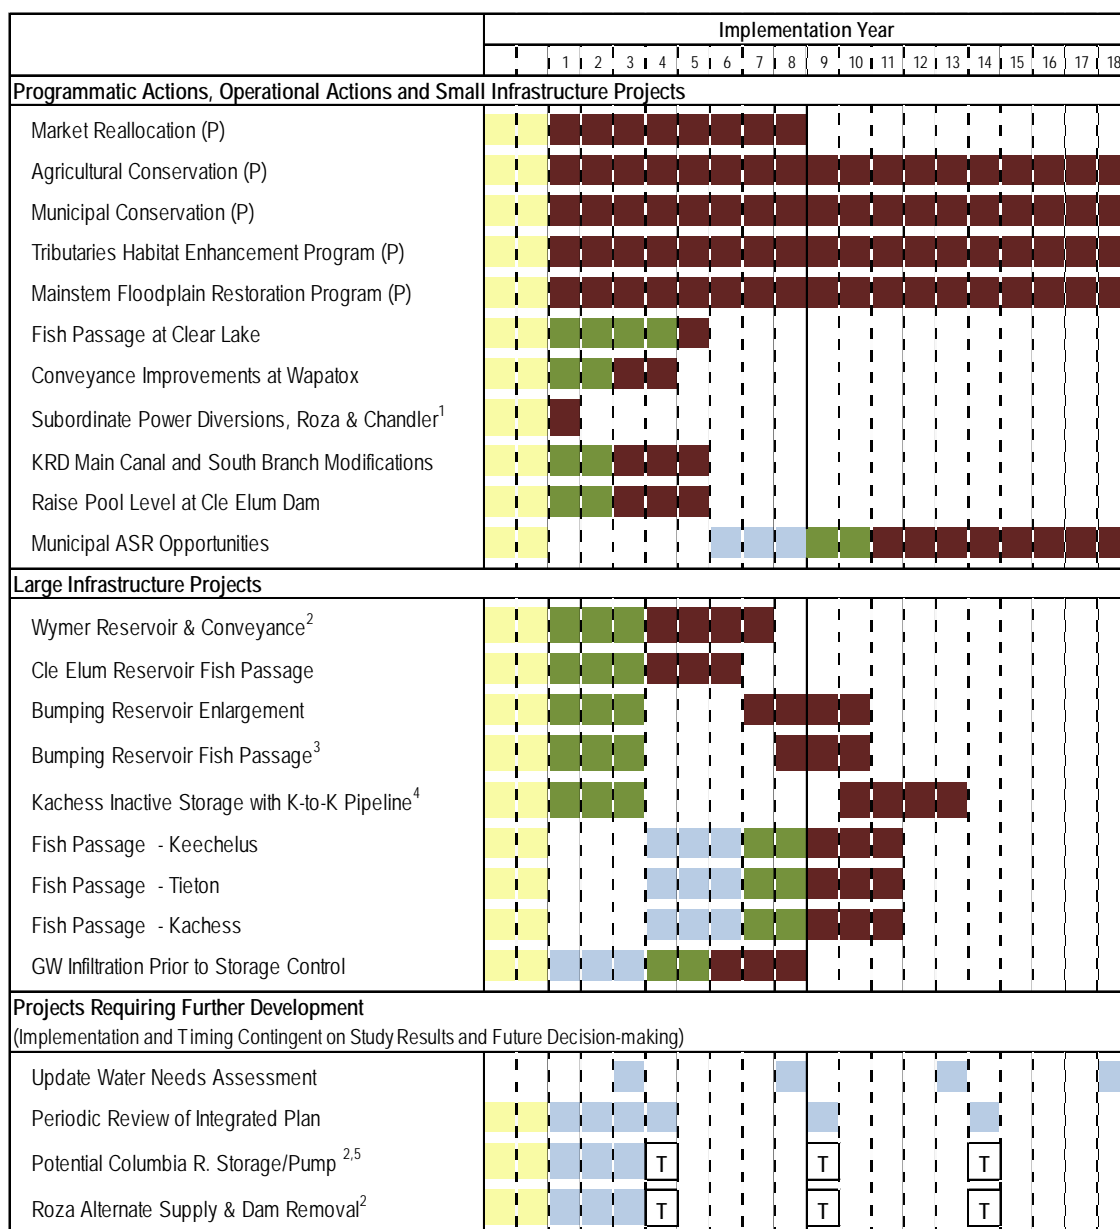 Implementation Year
1 2 3 4 5 6 7 8 9 10 11 12 13 14 15 16 17 18
Programmatic Actions, Operational Actions and Small Infrastructure Projects
Market Reallocation (P)
Agricultural Conservation (P)
Municipal Conservation (P)
Tributaries Habitat Enhancement Program (P)
Mainstem Floodplain Restoration Program (P)
Fish Passage at Clear Lake
Conveyance Improvements at Wapatox
Subordinate Power Diversions, Roza & Chandler1
KRD Main Canal and South Branch Modifications
Raise Pool Level at Cle Elum Dam
Municipal ASR Opportunities
Large Infrastructure Projects
Wymer Reservoir & Conveyance2
Cle Elum Reservoir Fish Passage
Bumping Reservoir Enlargement
Bumping Reservoir Fish Passage3
Kachess Inactive Storage with K-to-K Pipeline4
Fish Passage - Keechelus
Fish Passage - Tieton
Fish Passage - Kachess
GW Infiltration Prior to Storage Control
Projects Requiring Further Development
(Implementation and Timing Contingent on Study Results and Future Decision-making)
Update Water Needs Assessment
Periodic Review of Integrated Plan
Potential Columbia R. Storage/Pump 2,5 T T T
Roza Alternate Supply & Dam Removal2 T T T